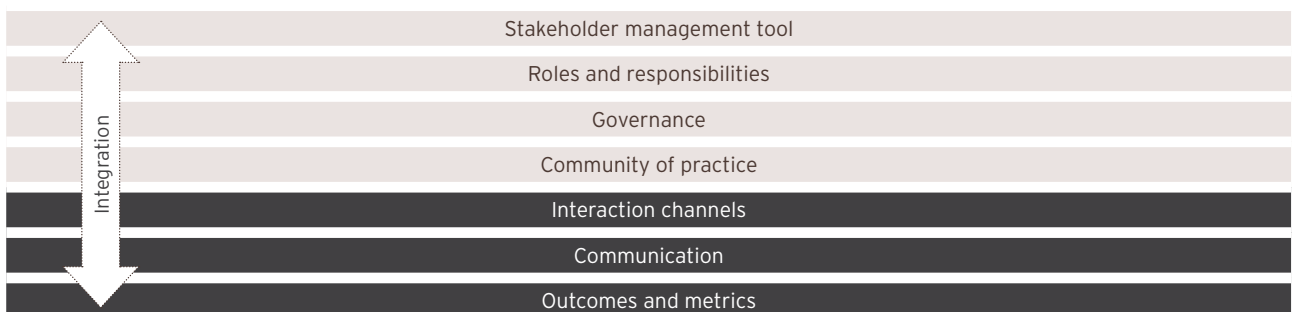 Stakeholder management tool
Roles and responsibilities
Governance
Community of practice
Interaction channels
Communication
Outcomes and metrics
Integration